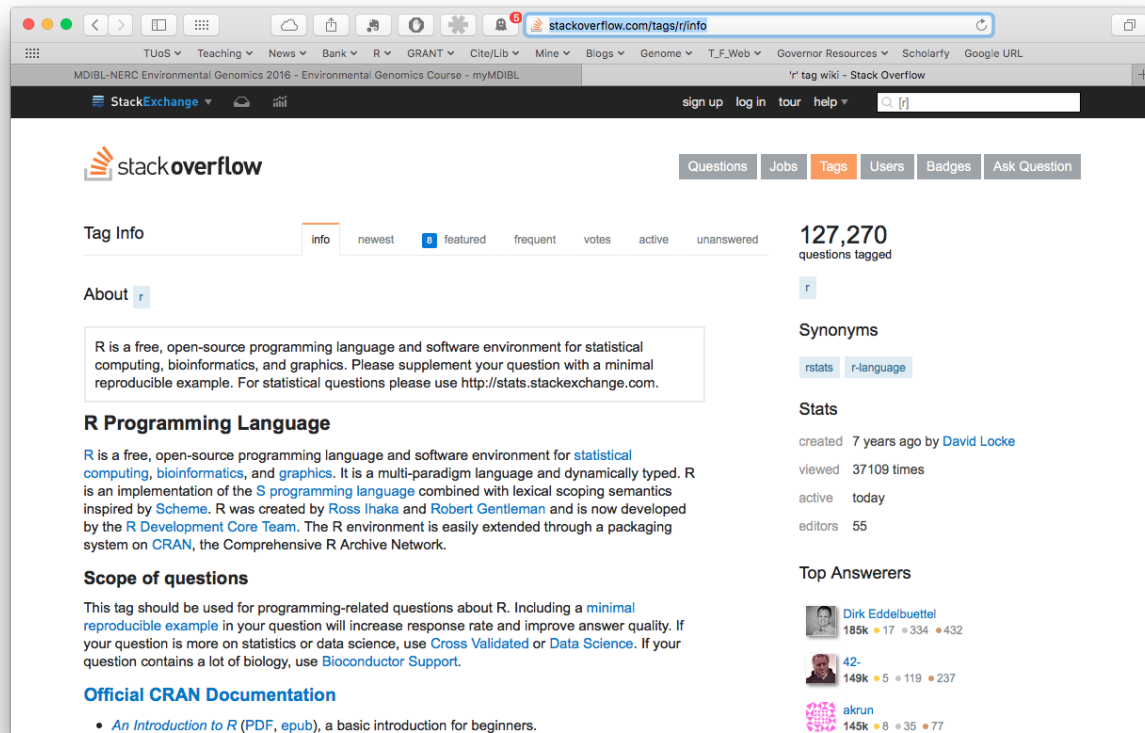 5
stackoverflow.com/tags/r/info
TUoS Teaching News Bank R GRANT Cite/Lib Mine Blogs Genome T_F_Web Governor Resources Scholarfy Google URL
MDIBL-NERC Environmental Genomics 2016 - Environmental Genomics Course - myMDIBL
'r' tag wiki - Stack Overflow
StackExchange sign up log in tour help [r]
stackoverflow
Questions Jobs Tags Users Badges Ask Question
Tag Info
info newest 8 featured frequent votes active unanswered
About r
R is a free, open-source programming language and software environment for statistical
computing, bioinformatics, and graphics. Please supplement your question with a minimal
reproducible example. For statistical questions please use http://stats.stackexchange.com.
R Programming Language
R is a free, open-source programming language and software environment for statistical
computing, bioinformatics, and graphics. It is a multi-paradigm language and dynamically typed. R
is an implementation of the S programming language combined with lexical scoping semantics
inspired by Scheme. R was created by Ross Ihaka and Robert Gentleman and is now developed
by the R Development Core Team. The R environment is easily extended through a packaging
system on CRAN, the Comprehensive R Archive Network.
Scope of questions
This tag should be used for programming-related questions about R. Including a minimal
reproducible example in your question will increase response rate and improve answer quality. If
your question is more on statistics or data science, use Cross Validated or Data Science. If your
question contains a lot of biology, use Bioconductor Support.
Official CRAN Documentation
• An Introduction to R (PDF, epub), a basic introduction for beginners.
127,270
questions tagged
r
Synonyms
rstats r-language
Stats
created 7 years ago by David Locke
viewed 37109 times
active today
editors 55
Top Answerers
Dirk Eddelbuettel
185k 17 334 432
42-
149k 5 119 237
akrun
145k 8 35 77